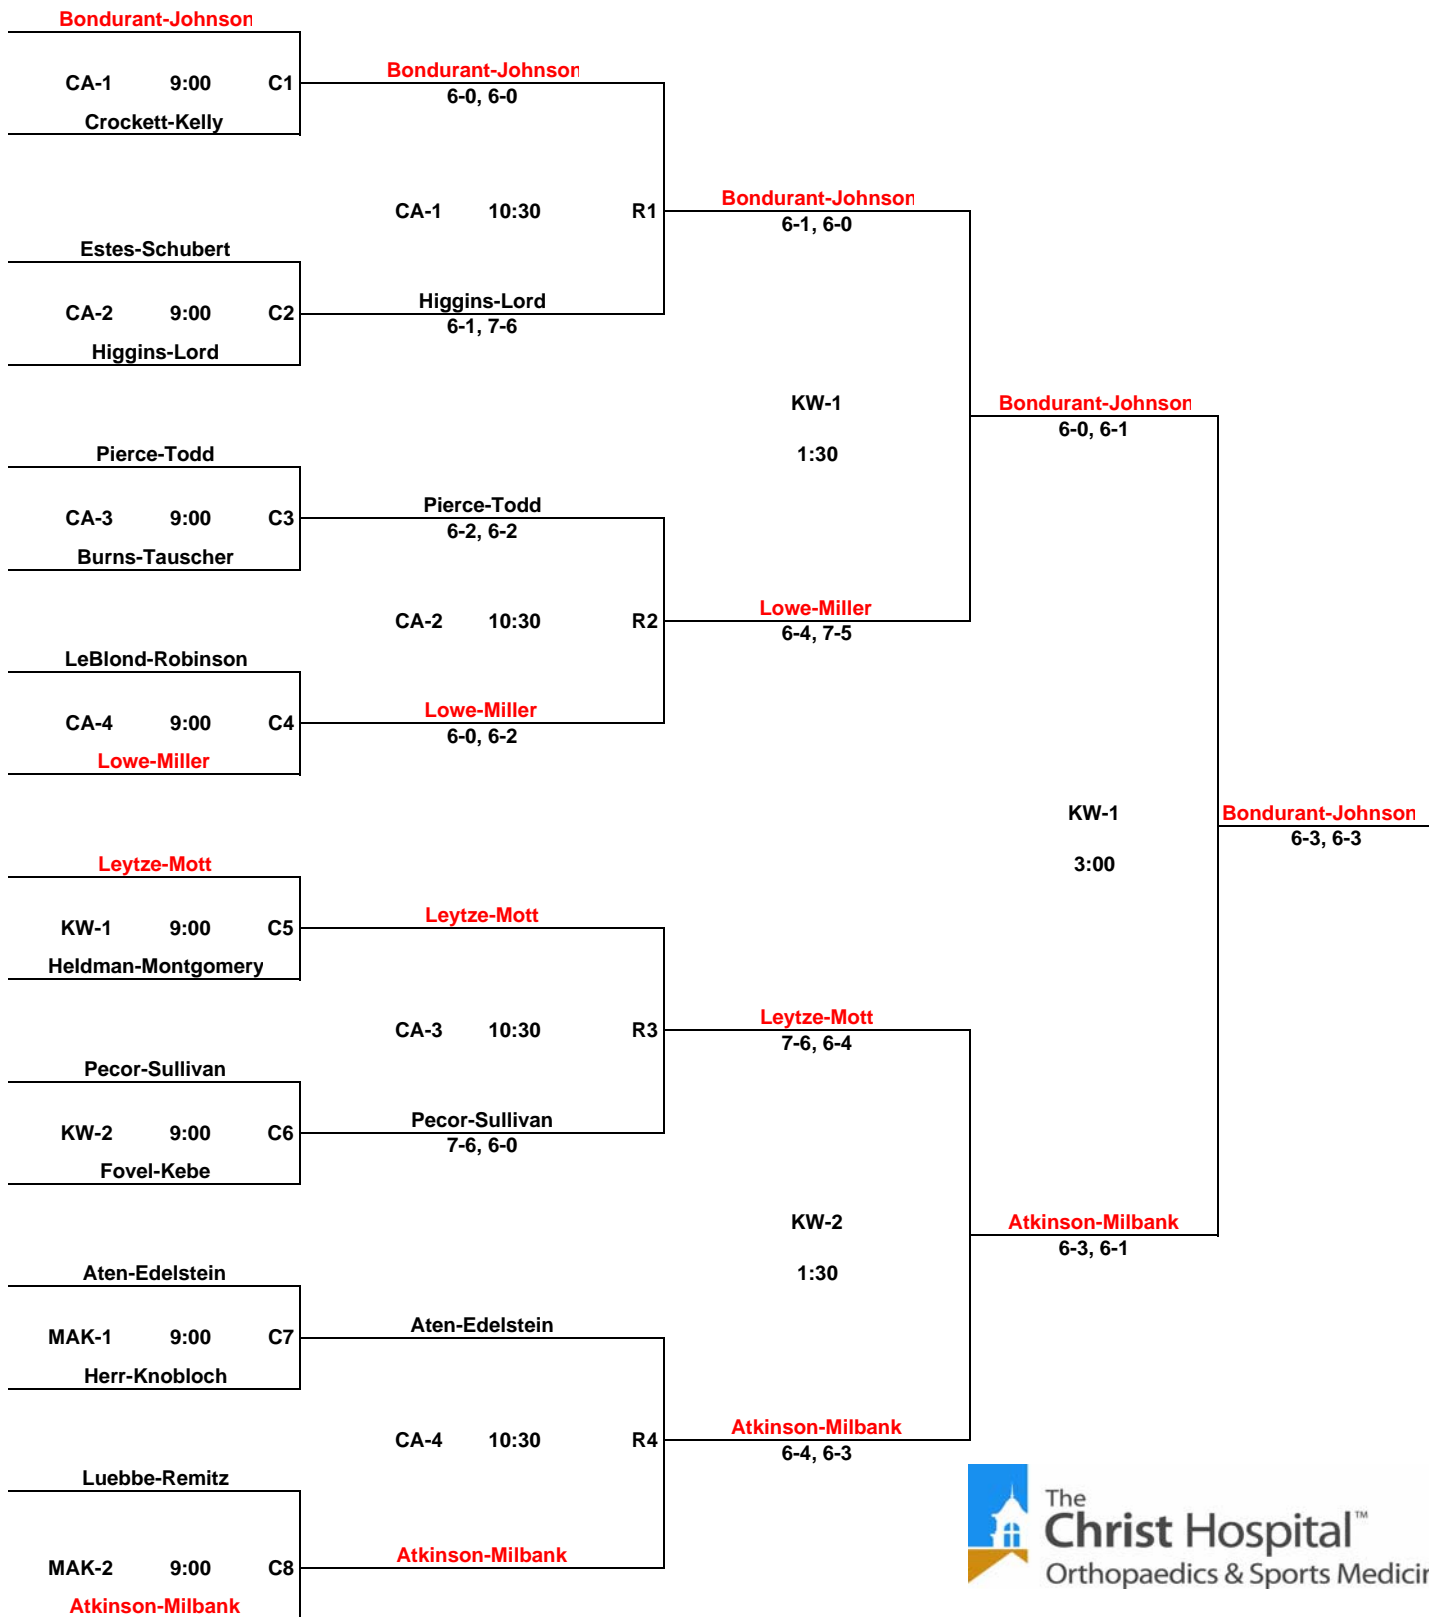 Bondurant-Johnson
CA-1 9:00 C1
Crockett-Kelly
Estes-Schubert
CA-2 9:00 C2
Higgins-Lord
Pierce-Todd
CA-3 9:00 C3
Burns-Tauscher
LeBlond-Robinson
CA-4 9:00 C4
Lowe-Miller
Leytze-Mott
KW-1 9:00 C5
Heldman-Montgomery
Pecor-Sullivan
KW-2 9:00 C6
Fovel-Kebe
Aten-Edelstein
MAK-1 9:00 C7
Herr-Knobloch
Luebbe-Remitz
MAK-2 9:00 C8
Atkinson-Milbank
Bondurant-Johnson
6-0, 6-0
CA-1 10:30 R1
Higgins-Lord
6-1, 7-6
Pierce-Todd
6-2, 6-2
CA-2 10:30 R2
Lowe-Miller
6-0, 6-2
Leytze-Mott
CA-3 10:30 R3
Pecor-Sullivan
7-6, 6-0
Aten-Edelstein
CA-4 10:30 R4
Atkinson-Milbank
Bondurant-Johnson
6-1, 6-0
KW-1
1:30
Lowe-Miller
6-4, 7-5
Leytze-Mott
7-6, 6-4
KW-2
1:30
Atkinson-Milbank
6-4, 6-3
Bondurant-Johnson
6-0, 6-1
KW-1
3:00
Atkinson-Milbank
6-3, 6-1
Bondurant-Johnson
6-3, 6-3
The
Christ Hospital™
Orthopaedics & Sports Medicin